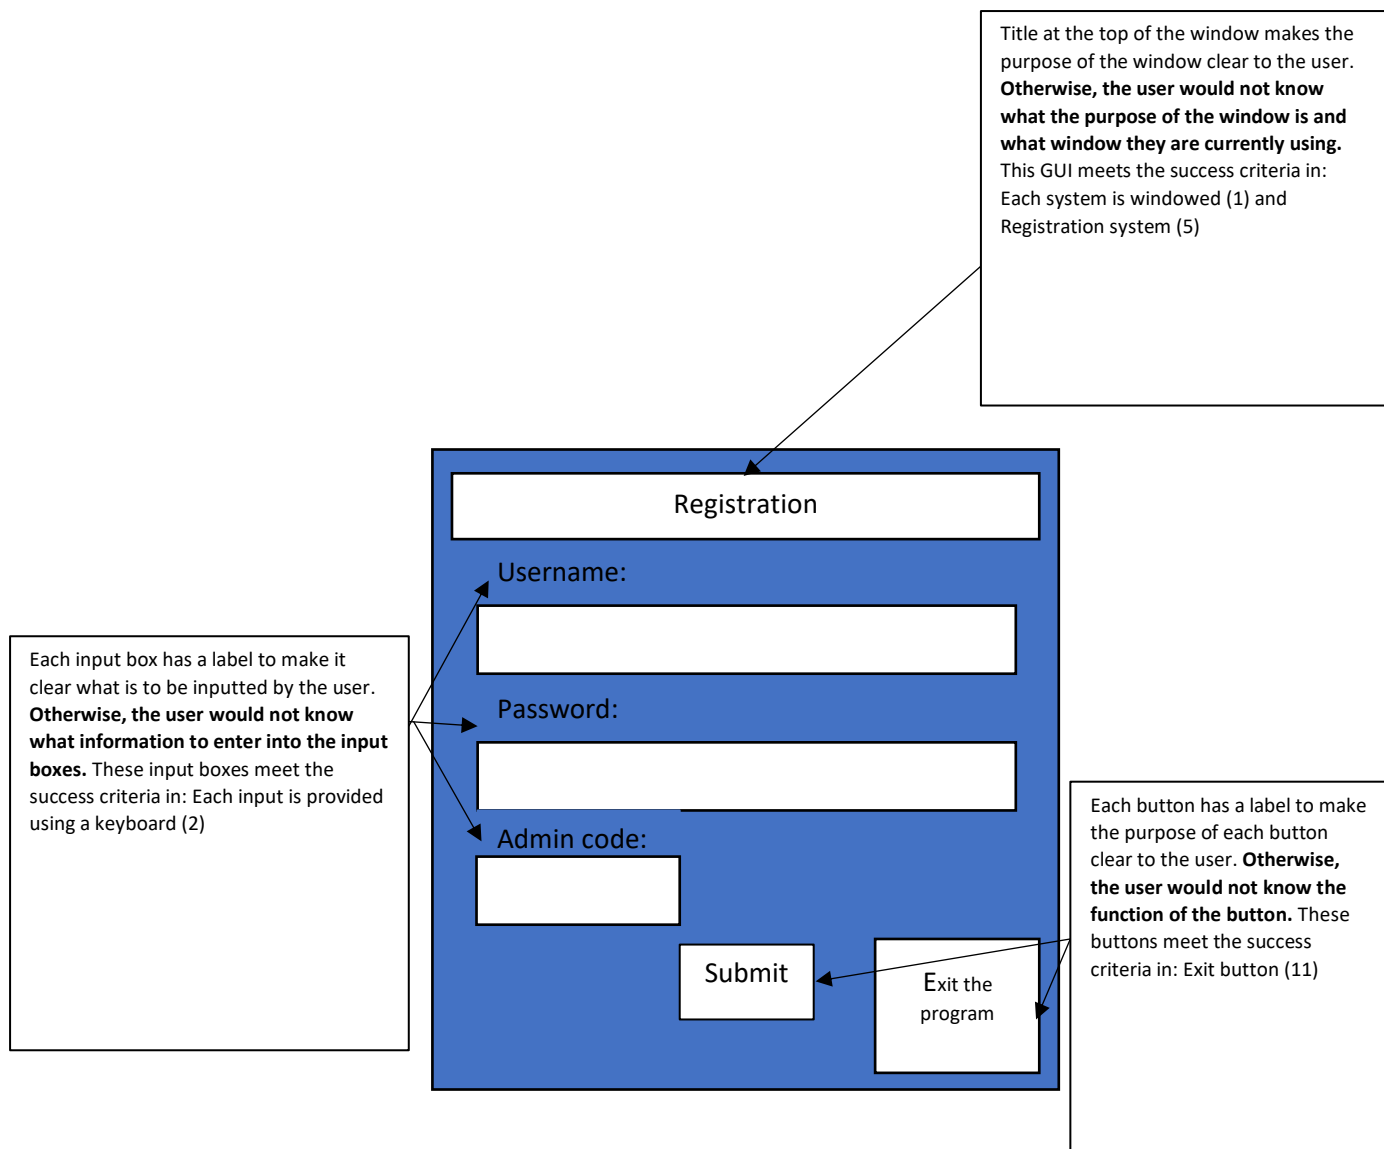 Title at the top of the window makes the
purpose of the window clear to the user.
Otherwise, the user would not know
what the purpose of the window is and
what window they are currently using.
This GUI meets the success criteria in:
Each system is windowed (1) and
Registration system (5)
Registration
Username:
Password:
Admin code:
Submit
Exit the
program
Each input box has a label to make it
clear what is to be inputted by the user.
Otherwise, the user would not know
what information to enter into the input
boxes. These input boxes meet the
success criteria in: Each input is provided
using a keyboard (2)
Each button has a label to make
the purpose of each button
clear to the user. Otherwise,
the user would not know the
function of the button. These
buttons meet the success
criteria in: Exit button (11)